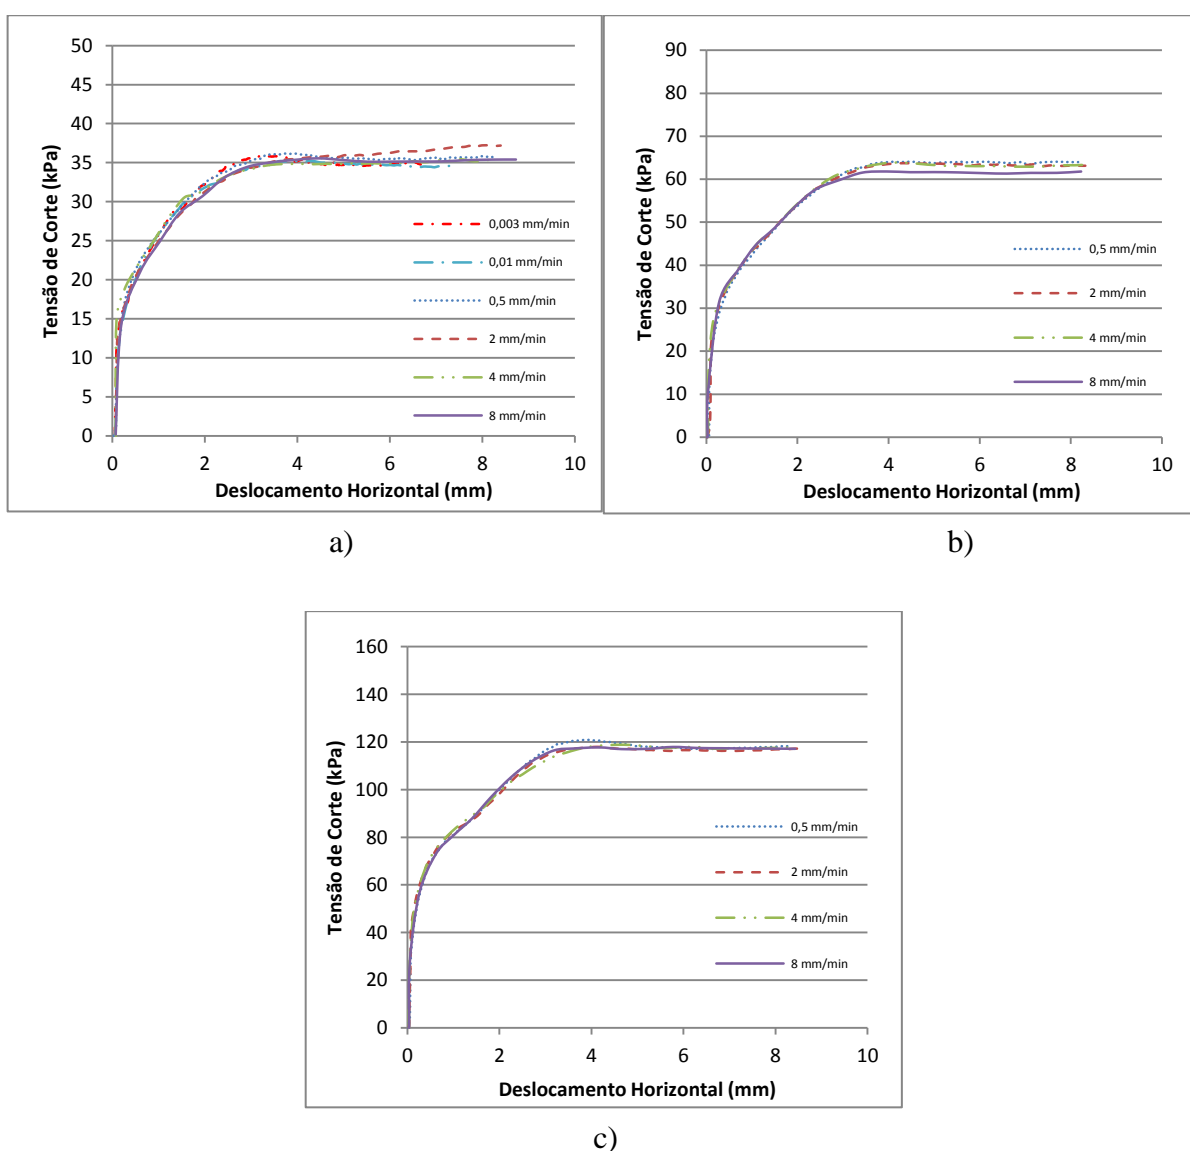 50
45
40
35
30
25
20
15
10
5
0
Tensão de Corte (kPa)
0,003 mm/min
0,01 mm/min
0,5 mm/min
2 mm/min
4 mm/min
8 mm/min
0 2 4 6 8 10
Deslocamento Horizontal (mm)
a)
90
80
70
60
50
40
30
20
10
0
Tensão de Corte (kPa)
0,5 mm/min
2 mm/min
4 mm/min
8 mm/min
0 2 4 6 8 10
Deslocamento Horizontal (mm)
b)
160
140
120
100
80
60
40
20
0
Tensão de Corte (kPa)
0,5 mm/min
2 mm/min
4 mm/min
8 mm/min
0 2 4 6 8 10
Deslocamento Horizontal (mm)
c)